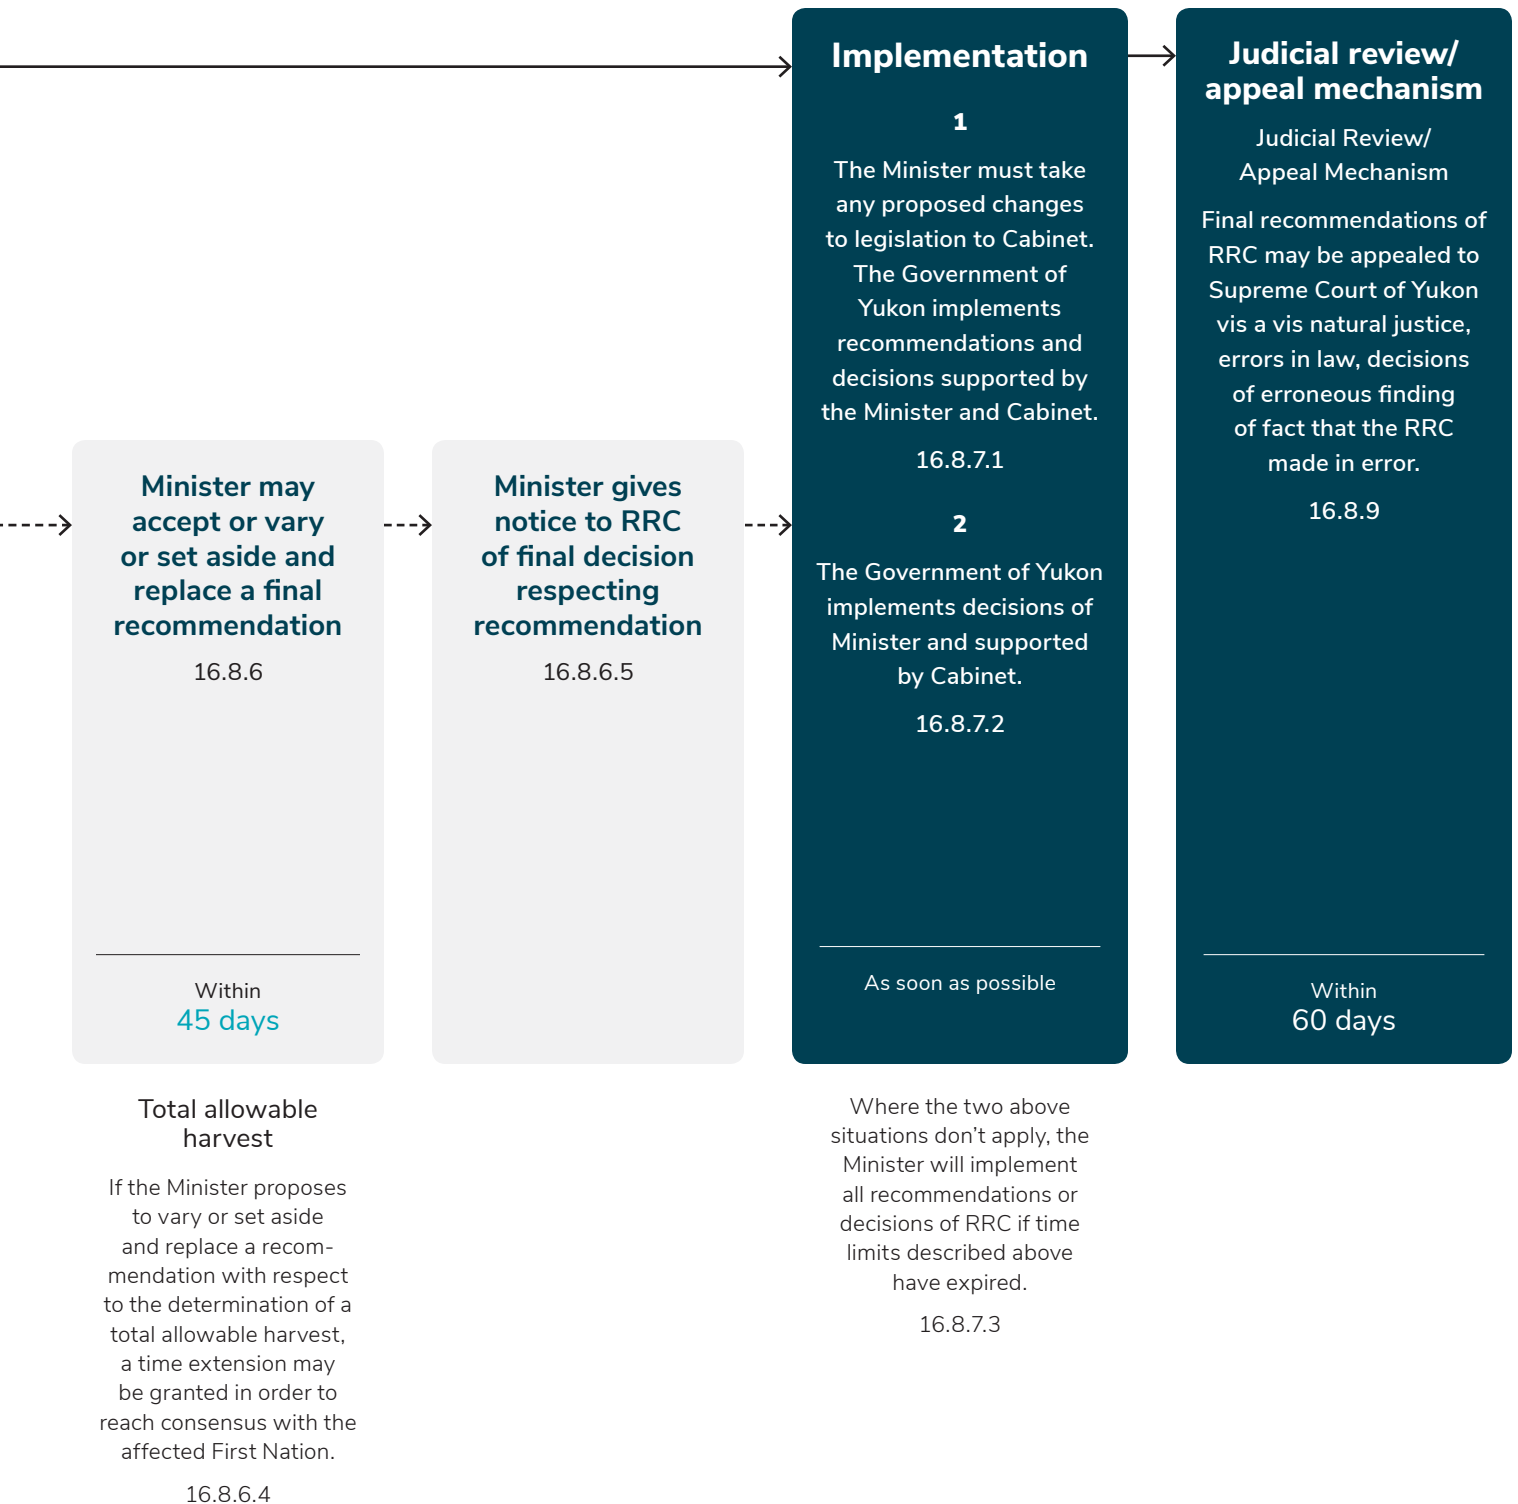 Minister may
accept or vary
or set aside and
replace a final
recommendation
16.8.6
Within
45 days
Total allowable
harvest
If the Minister proposes
to vary or set aside
and replace a recom-
mendation with respect
to the determination of a
total allowable harvest,
a time extension may
be granted in order to
reach consensus with the
affected First Nation.
16.8.6.4
Minister gives
notice to RRC
of final decision
respecting
recommendation
16.8.6.5
Implementation
1
The Minister must take
any proposed changes
to legislation to Cabinet.
The Government of
Yukon implements
recommendations and
decisions supported by
the Minister and Cabinet.
16.8.7.1
2
The Government of Yukon
implements decisions of
Minister and supported
by Cabinet.
16.8.7.2
As soon as possible
Where the two above
situations don’t apply, the
Minister will implement
all recommendations or
decisions of RRC if time
limits described above
have expired.
16.8.7.3
Judicial review/
appeal mechanism
Judicial Review/
Appeal Mechanism
Final recommendations of
RRC may be appealed to
Supreme Court of Yukon
vis a vis natural justice,
errors in law, decisions
of erroneous finding
of fact that the RRC
made in error.
16.8.9
Within
60 days